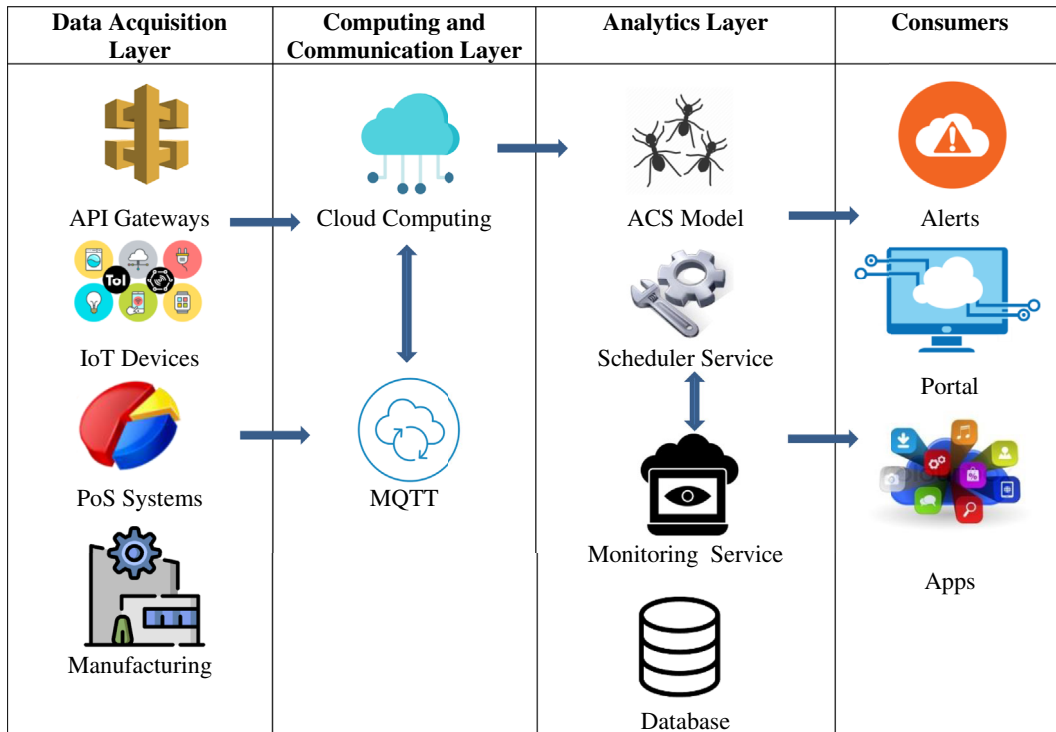 Data Acquisition
Layer
Computing and
Communication Layer
Analytics Layer
Consumers
API Gateways
Cloud Computing
ACS Model
Alerts
ToI
IoT Devices
Scheduler Service
Portal
PoS Systems
MQTT
Monitoring Service
Apps
Manufacturing
Database